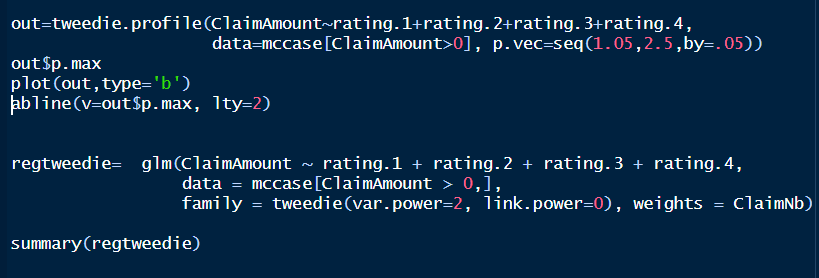 out=tweedie.profile(ClaimAmount~rating.1+rating.2+rating.3+rating.4,
data=mccase[ClaimAmount>0], p.vec=seq(1.05,2.5,by=.05))
out$p.max
plot(out,type='b')
abline(v=out$p.max, lty=2)
regtweedie=  glm(ClaimAmount ~ rating.1 + rating.2 + rating.3 + rating.4,
data = mccase[ClaimAmount > 0,],
family = tweedie(var.power=2, link.power=0), weights = ClaimNb)
summary(regtweedie)